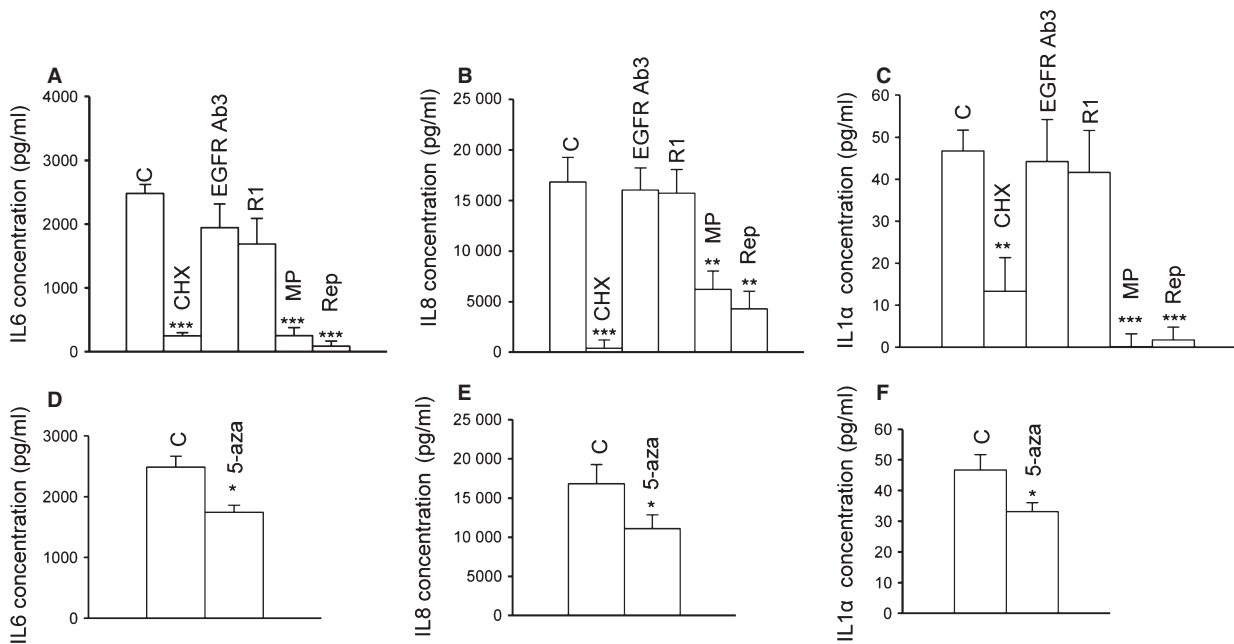 A
IL6 concentration (pg/ml)
4000
3000
2000
1000
0
C
CHX
***
EGFR Ab3
R1
MP
***
Rep
***
B
IL8 concentration (pg/ml)
25 000
20 000
15 000
10 000
5000
0
C
CHX
***
EGFR Ab3
R1
MP
**
Rep
**
C
IL1α concentration (pg/ml)
60
50
40
30
20
10
0
C
CHX
**
EGFR Ab3
R1
MP
***
Rep
***
D
IL6 concentration (pg/ml)
3000
2000
1000
0
C
* 5-aza
E
IL8 concentration (pg/ml)
25 000
20 000
15 000
10 000
5000
0
C
* 5-aza
F
IL1α concentration (pg/ml)
60
50
40
30
20
10
0
C
* 5-aza